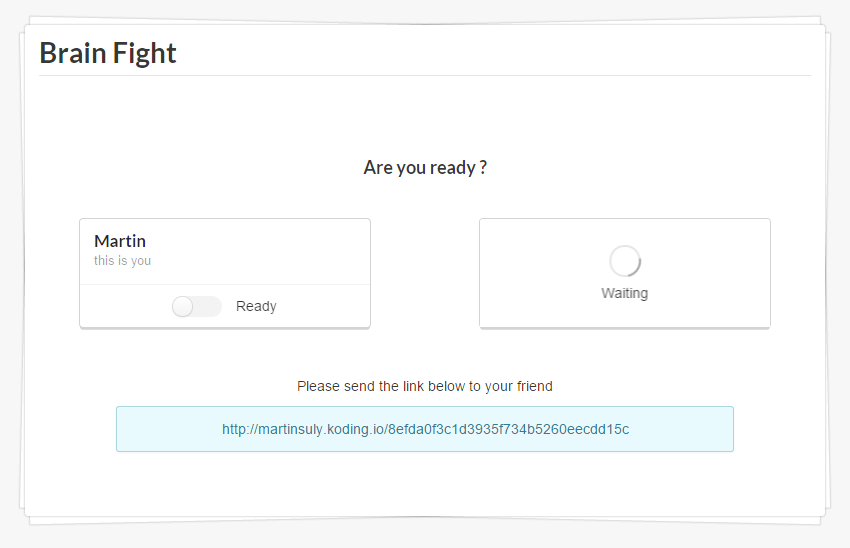 Brain Fight
Are you ready ?
Martin
this is you
Ready
Waiting
Please send the link below to your friend
http://martinsuly.koding.io/8efda0f3c1d3935f734b5260eecdd15c